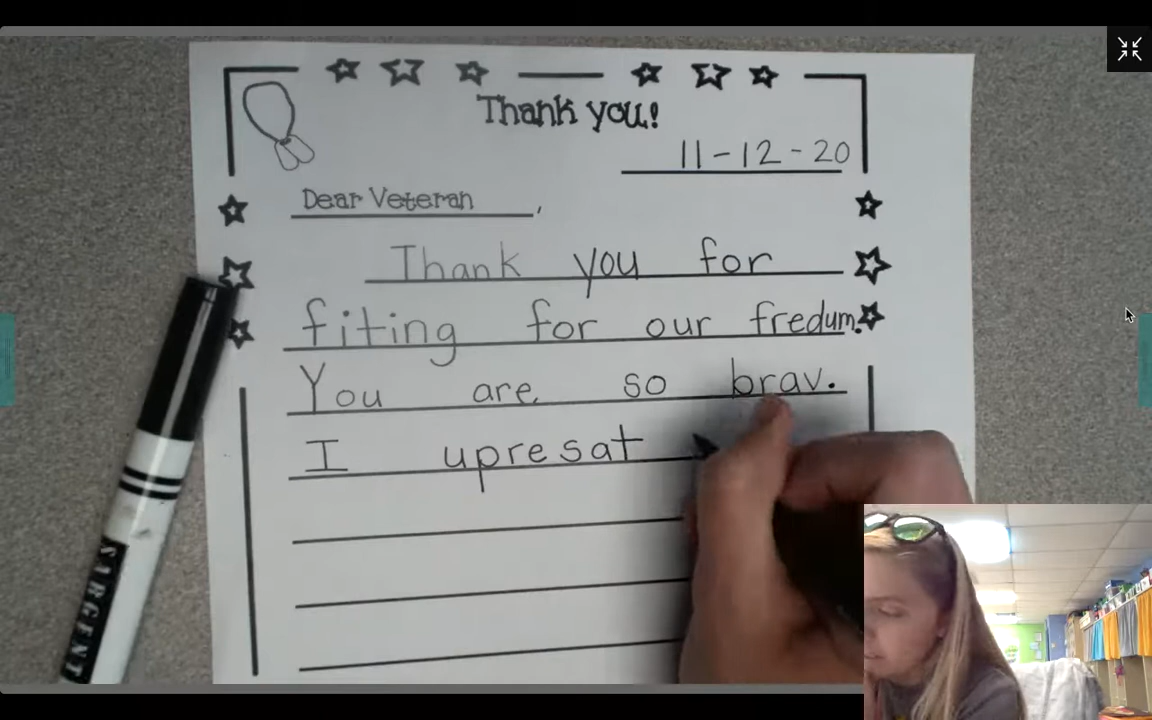 Thank you!
11-12-20
Dear Veteran,
Thank you for
fiting for our fredum.
You are so brav.
I upresat
SARGENT